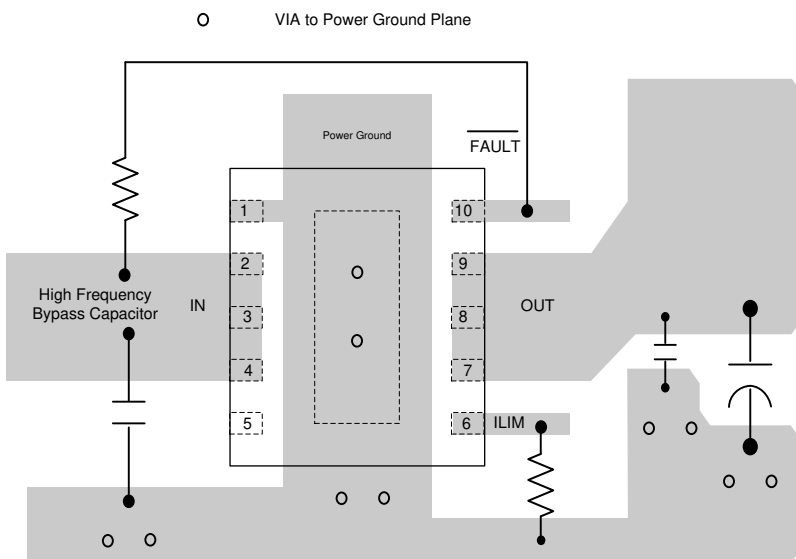 VIA to Power Ground Plane
Power Ground
FAULT
1
10
2
9
High Frequency
Bypass Capacitor
IN
3
8
OUT
4
7
5
6
ILIM